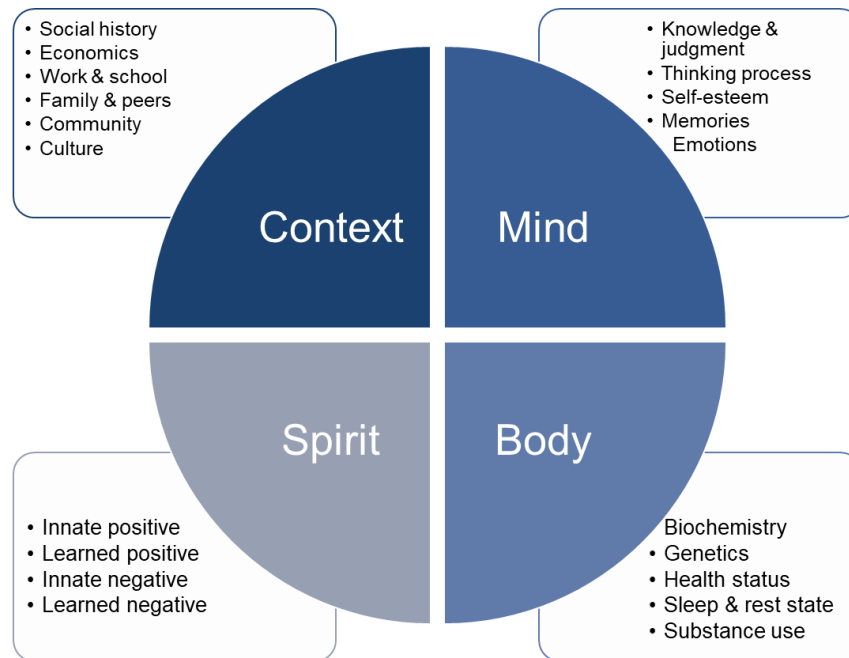 • Social history
• Economics
• Work & school
• Family & peers
• Community
• Culture
• Knowledge &
judgment
• Thinking process
• Self-esteem
• Memories
Emotions
Context
Mind
Spirit
Body
• Innate positive
• Learned positive
• Innate negative
• Learned negative
Biochemistry
• Genetics
• Health status
• Sleep & rest state
• Substance use